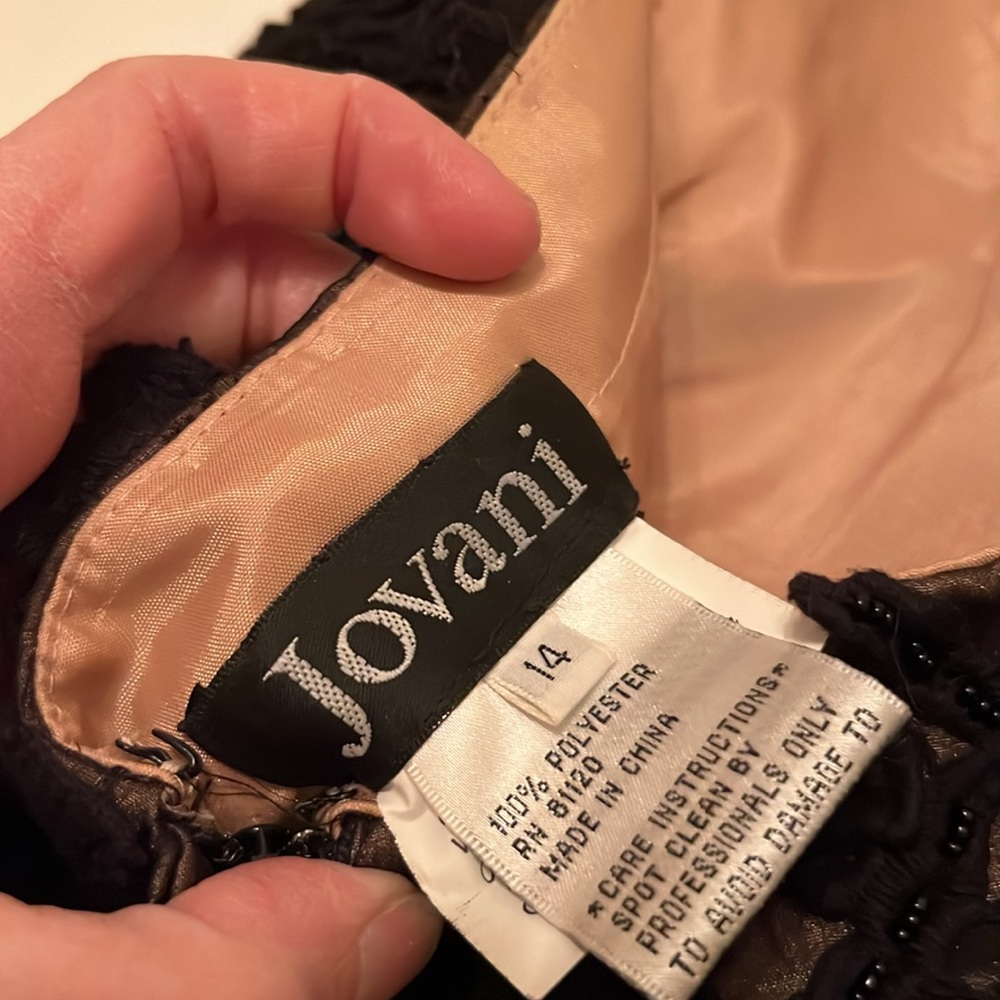 Jovani
14
100% POLYESTER
RN 81120
MADE IN CHINA
*CARE INSTRUCTIONS*
SPOT CLEAN BY
PROFESSIONALS ONLY
TO AVOID DAMAGE TO